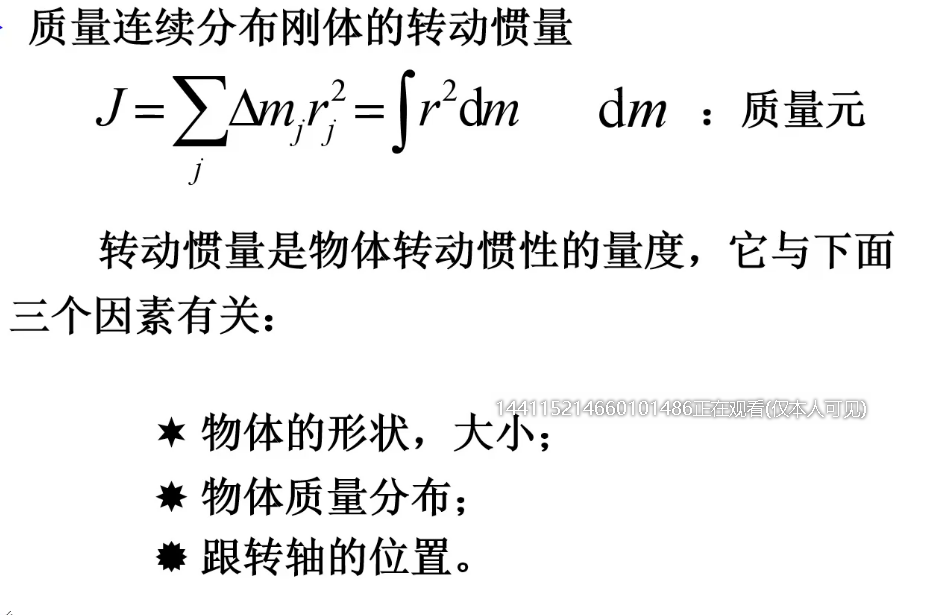 质量连续分布刚体的转动惯量
J = ∑_j Δm_j r_j^2 = ∫ r^2 dm    dm ：质量元
转动惯量是物体转动惯性的量度，它与下面
三个因素有关：
144115214660101486正在观看(仅本人可见)
✶ 物体的形状，大小；
✷ 物体质量分布；
✹ 跟转轴的位置。